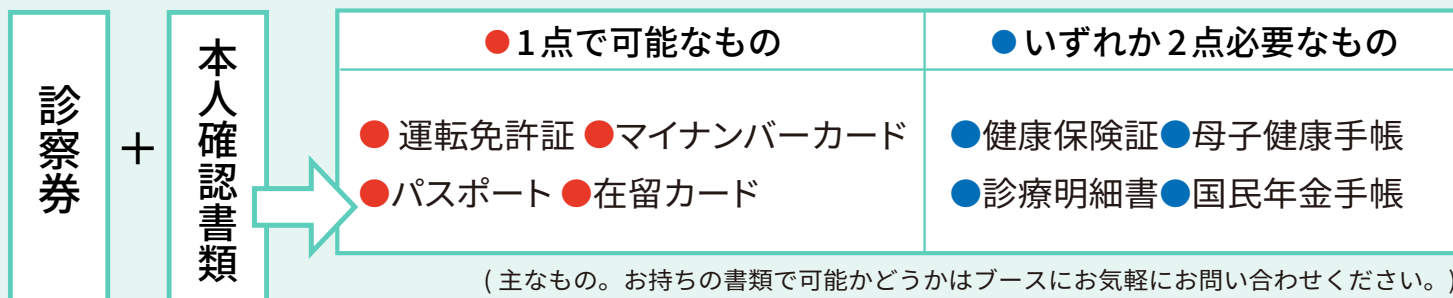 診察券
+
本人確認書類
●1点で可能なもの
●いずれか2点必要なもの
●運転免許証 ●マイナンバーカード
●パスポート ●在留カード
●健康保険証●母子健康手帳
●診療明細書●国民年金手帳
(主なもの。お持ちの書類で可能かどうかはブースにお気軽にお問い合わせください。)